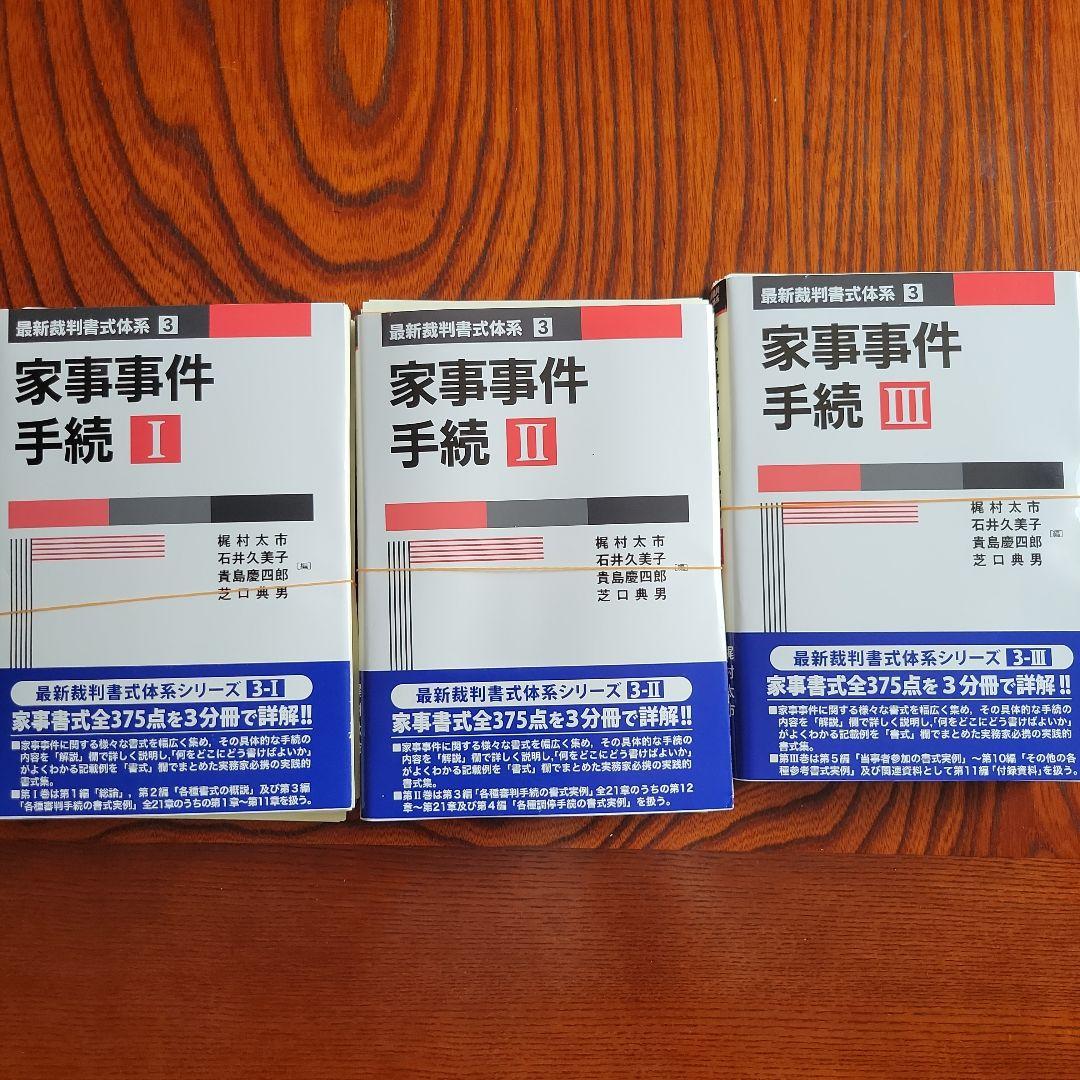 最新裁判書式体系 3
家事事件
手続 I
梶村太市
石井久美子
貴島慶四郎
芝口典男
[編]
最新裁判書式体系シリーズ 3-I
家事書式全375点を3分冊で詳解!!
■家事事件に関する様々な書式を幅広く集め，その具体的な手続の
内容を「解説」欄で詳しく説明し,「何をどこにどう書けばよいか」
がよくわかる記載例を「書式」欄でまとめた実務家必携の実践的
書式集。
■第Ⅰ巻は第1編「総論」，第2編「各種書式の概説」及び第3編
「各種審判手続の書式実例」全21章のうちの第1章〜第11章を扱う。
最新裁判書式体系 3
家事事件
手続 II
梶村太市
石井久美子
貴島慶四郎
芝口典男
[編]
最新裁判書式体系シリーズ 3-II
家事書式全375点を3分冊で詳解!!
■家事事件に関する様々な書式を幅広く集め，その具体的な手続の
内容を「解説」欄で詳しく説明し,「何をどこにどう書けばよいか」
がよくわかる記載例を「書式」欄でまとめた実務家必携の実践的
書式集。
■第Ⅱ巻は第3編「各種審判手続の書式実例」全21章のうちの第12
章〜第21章及び第4編「各種調停手続の書式実例」を扱う。
最新裁判書式体系 3
家事事件
手続 III
梶村太市
石井久美子
貴島慶四郎
芝口典男
[編]
最新裁判書式体系シリーズ 3-III
家事書式全375点を3分冊で詳解!!
■家事事件に関する様々な書式を幅広く集め，その具体的な手続の
内容を「解説」欄で詳しく説明し,「何をどこにどう書けばよいか」
がよくわかる記載例を「書式」欄でまとめた実務家必携の実践的
書式集。
■第Ⅲ巻は第5編「当事者参加の書式実例」〜第10編「その他の各
種参考書式実例」及び関連資料として第11編「付録資料」を扱う。
梶村太市